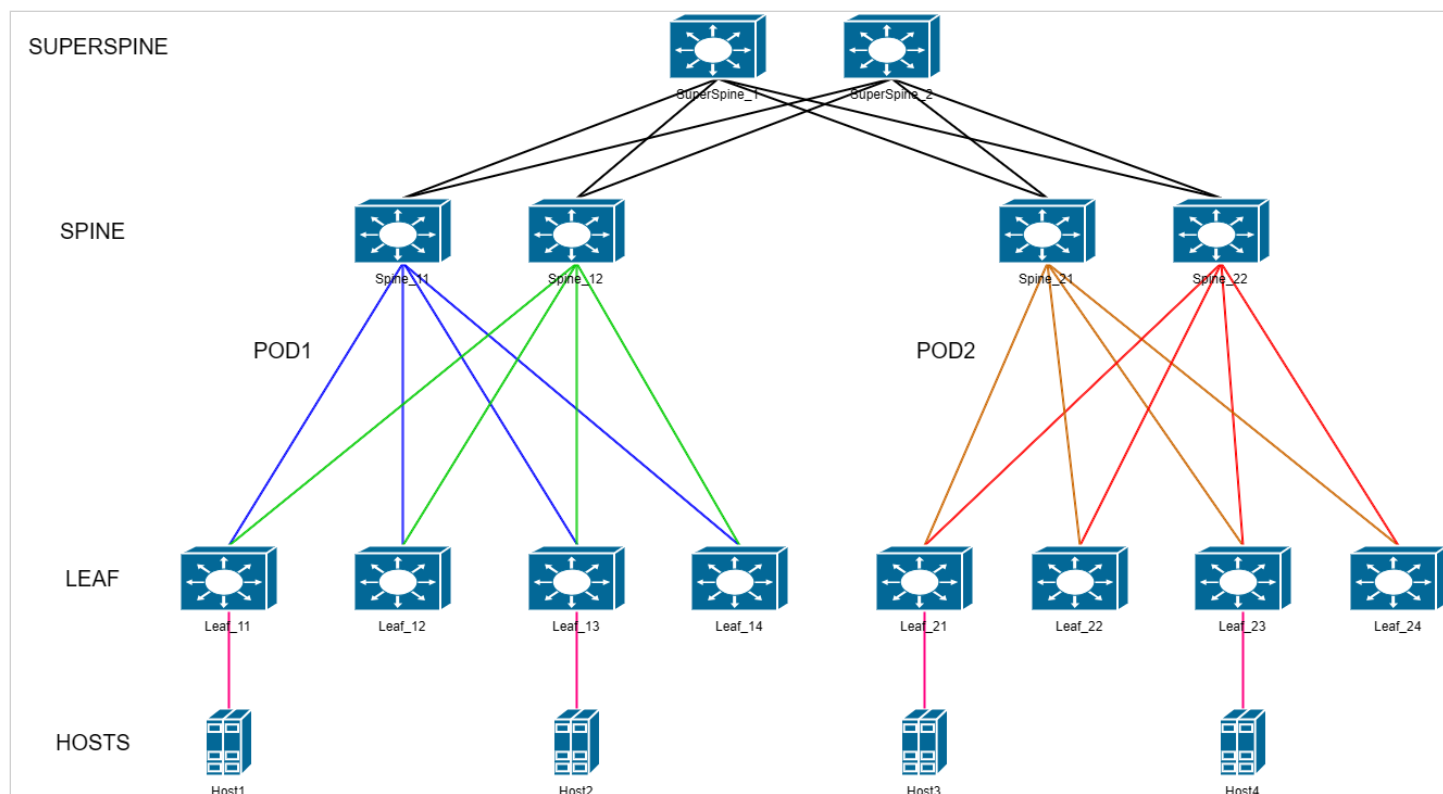 SUPERSPINE
SuperSpine_1
SuperSpine_2
SPINE
Spine_11
Spine_12
Spine_21
Spine_22
POD1
POD2
LEAF
Leaf_11
Leaf_12
Leaf_13
Leaf_14
Leaf_21
Leaf_22
Leaf_23
Leaf_24
HOSTS
Host1
Host2
Host3
Host4